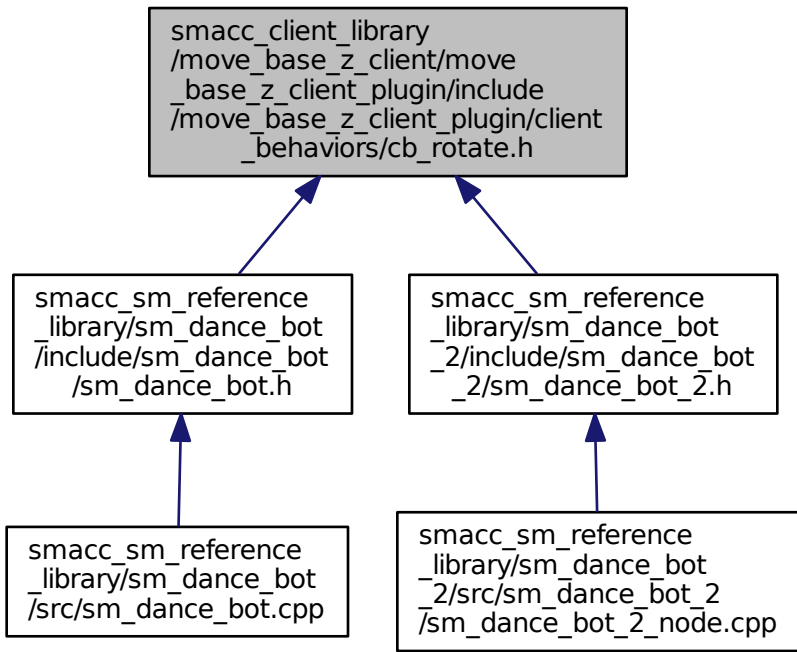 smacc_client_library
/move_base_z_client/move
_base_z_client_plugin/include
/move_base_z_client_plugin/client
_behaviors/cb_rotate.h
smacc_sm_reference
_library/sm_dance_bot
/include/sm_dance_bot
/sm_dance_bot.h
smacc_sm_reference
_library/sm_dance_bot
_2/include/sm_dance_bot
_2/sm_dance_bot_2.h
smacc_sm_reference
_library/sm_dance_bot
/src/sm_dance_bot.cpp
smacc_sm_reference
_library/sm_dance_bot
_2/src/sm_dance_bot_2
/sm_dance_bot_2_node.cpp